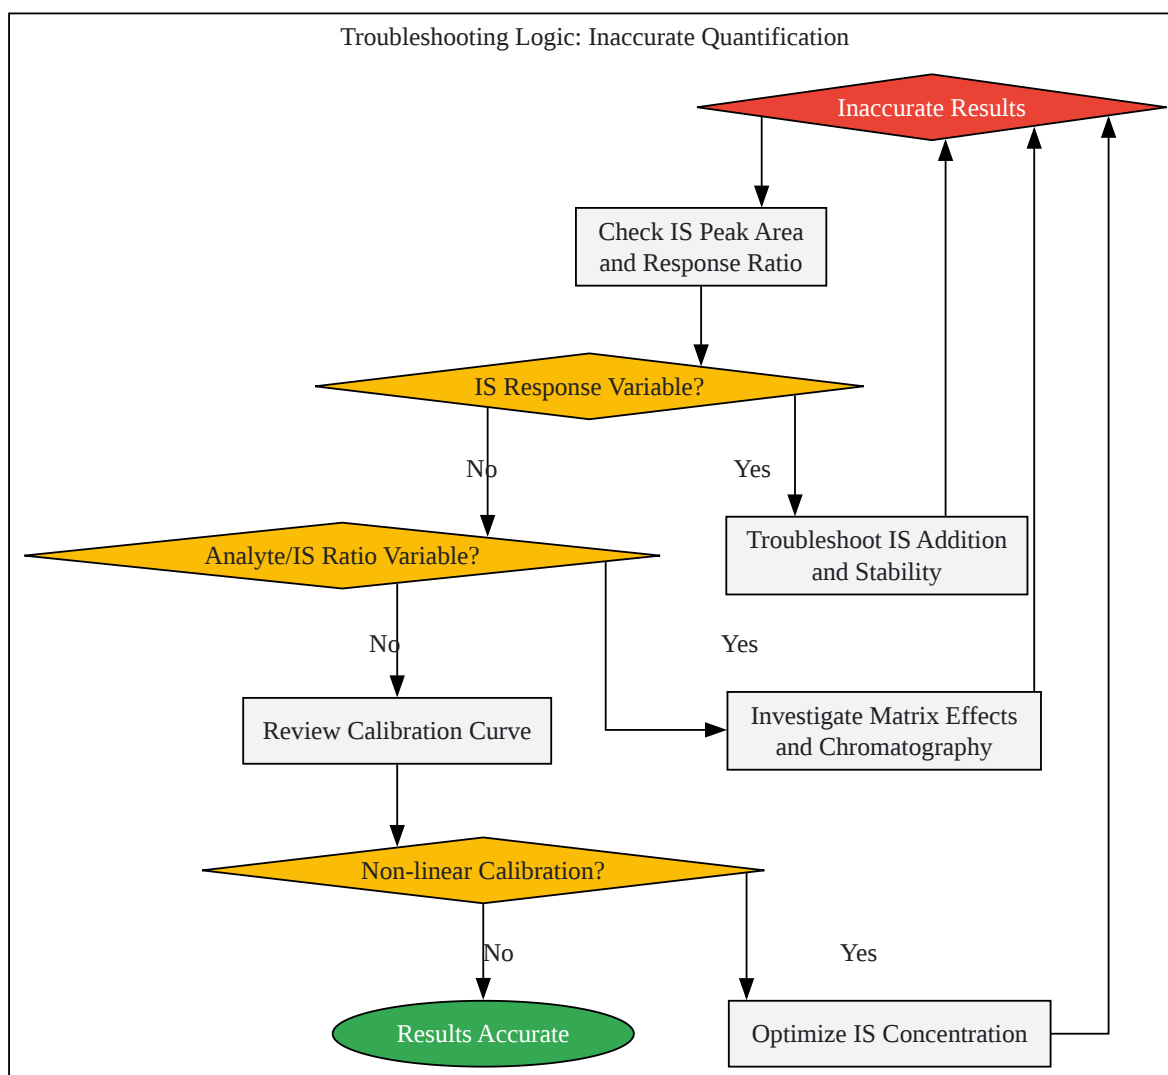 Troubleshooting Logic: Inaccurate Quantification
Inaccurate Results
Check IS Peak Area
and Response Ratio
IS Response Variable?
No
Yes
Analyte/IS Ratio Variable?
Troubleshoot IS Addition
and Stability
No
Yes
Review Calibration Curve
Investigate Matrix Effects
and Chromatography
Non-linear Calibration?
No
Yes
Results Accurate
Optimize IS Concentration